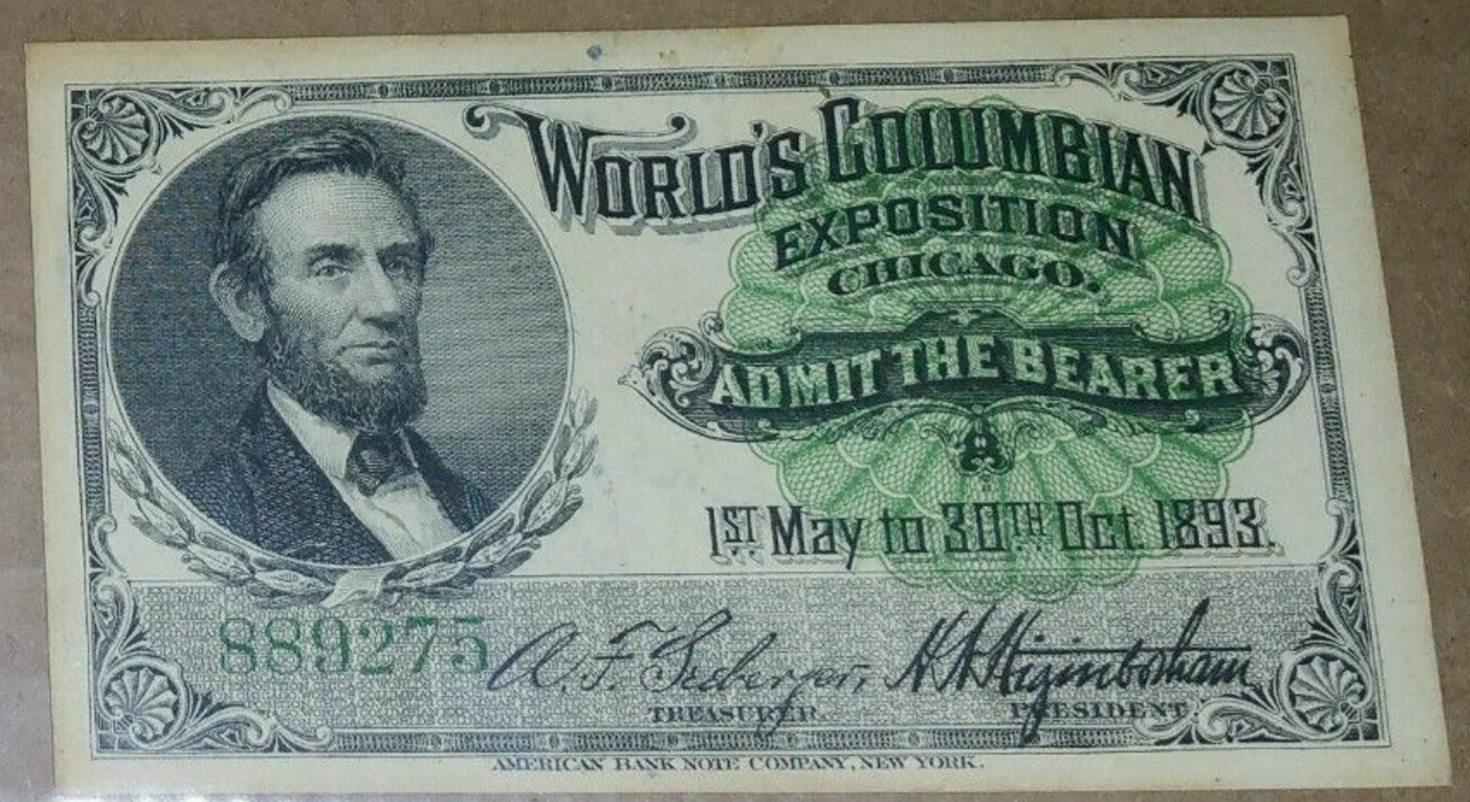 WORLD'S COLUMBIAN
EXPOSITION
CHICAGO.
ADMIT THE BEARER
1ST May to 30TH Oct. 1893.
889275
A. F. Seeberger,
TREASURER.
H. N. Higinbotham
PRESIDENT
AMERICAN BANK NOTE COMPANY, NEW YORK.